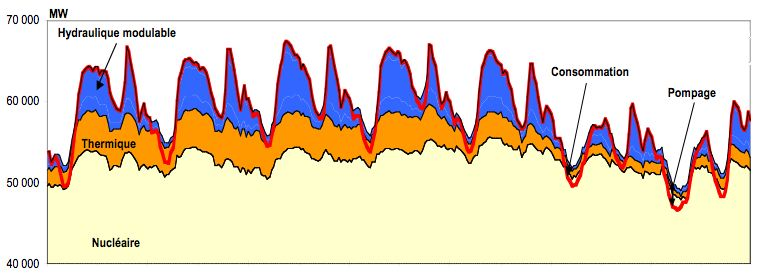 MW
70 000
Hydraulique modulable
Consommation
Pompage
60 000
Thermique
50 000
Nucléaire
40 000